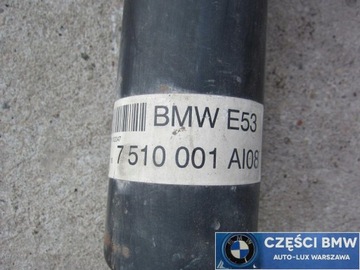 BMW E53
7 510 001 AI08
CZĘŚCI BMW
AUTO-LUX WARSZAWA